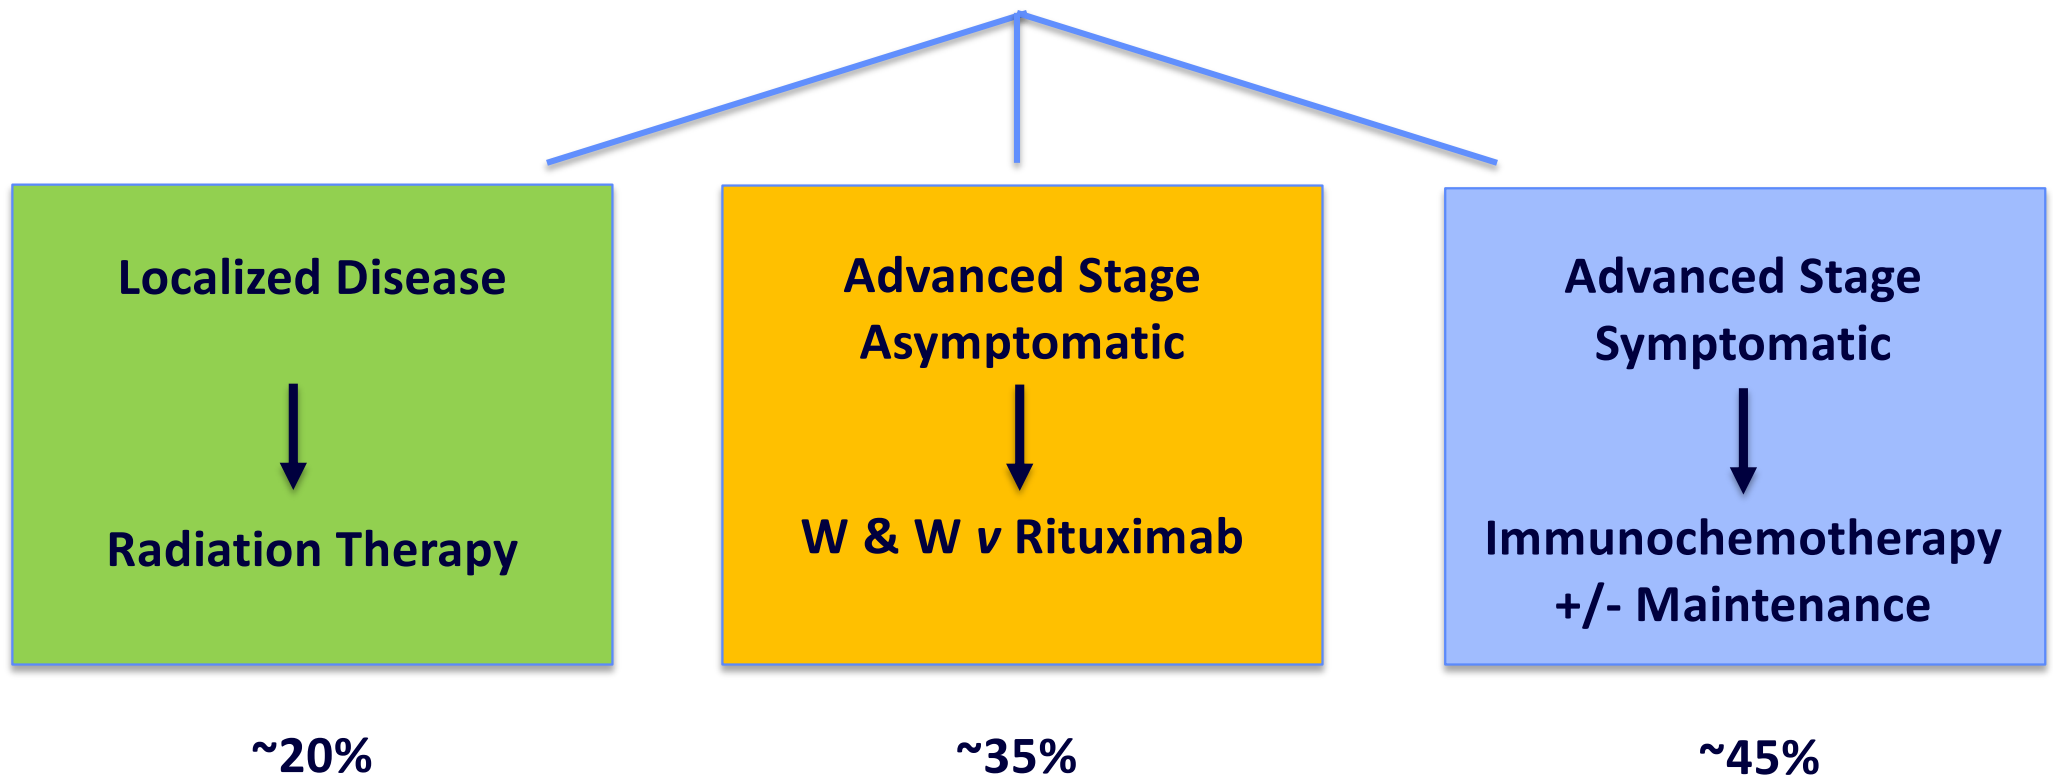 Localized Disease
Radiation Therapy
~20%
Advanced Stage
Asymptomatic
W & W v Rituximab
~35%
Advanced Stage
Symptomatic
Immunochemotherapy
+/- Maintenance
~45%